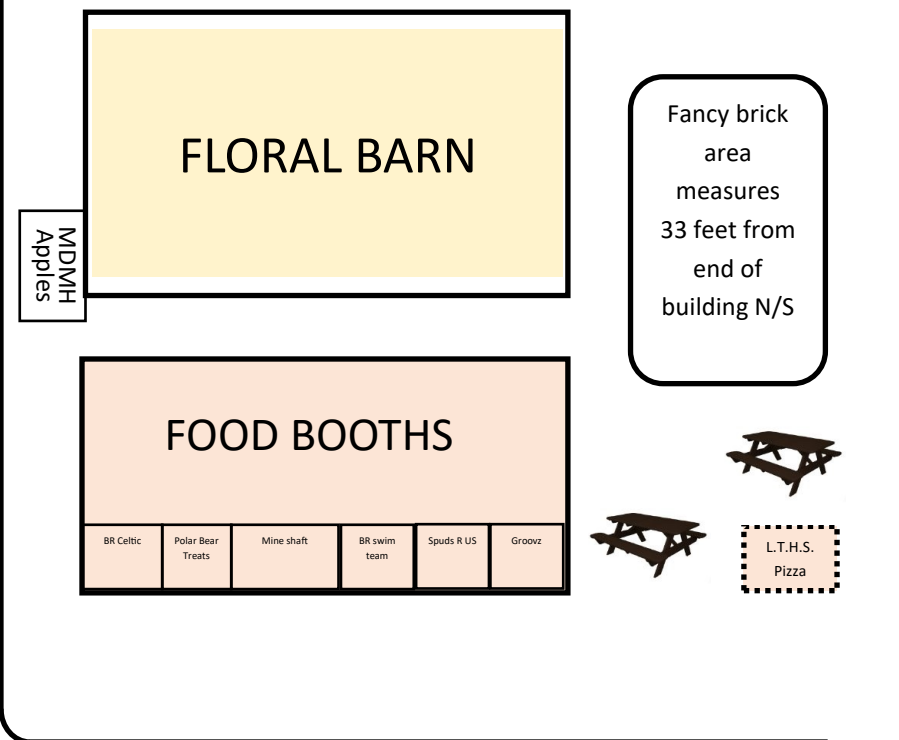 FLORAL BARN
Fancy brick
area
measures
33 feet from
end of
building N/S
MDMH
Apples
FOOD BOOTHS
BR Celtic
Polar Bear
Treats
Mine shaft
BR swim
team
Spuds R US
Groovz
L.T.H.S.
Pizza